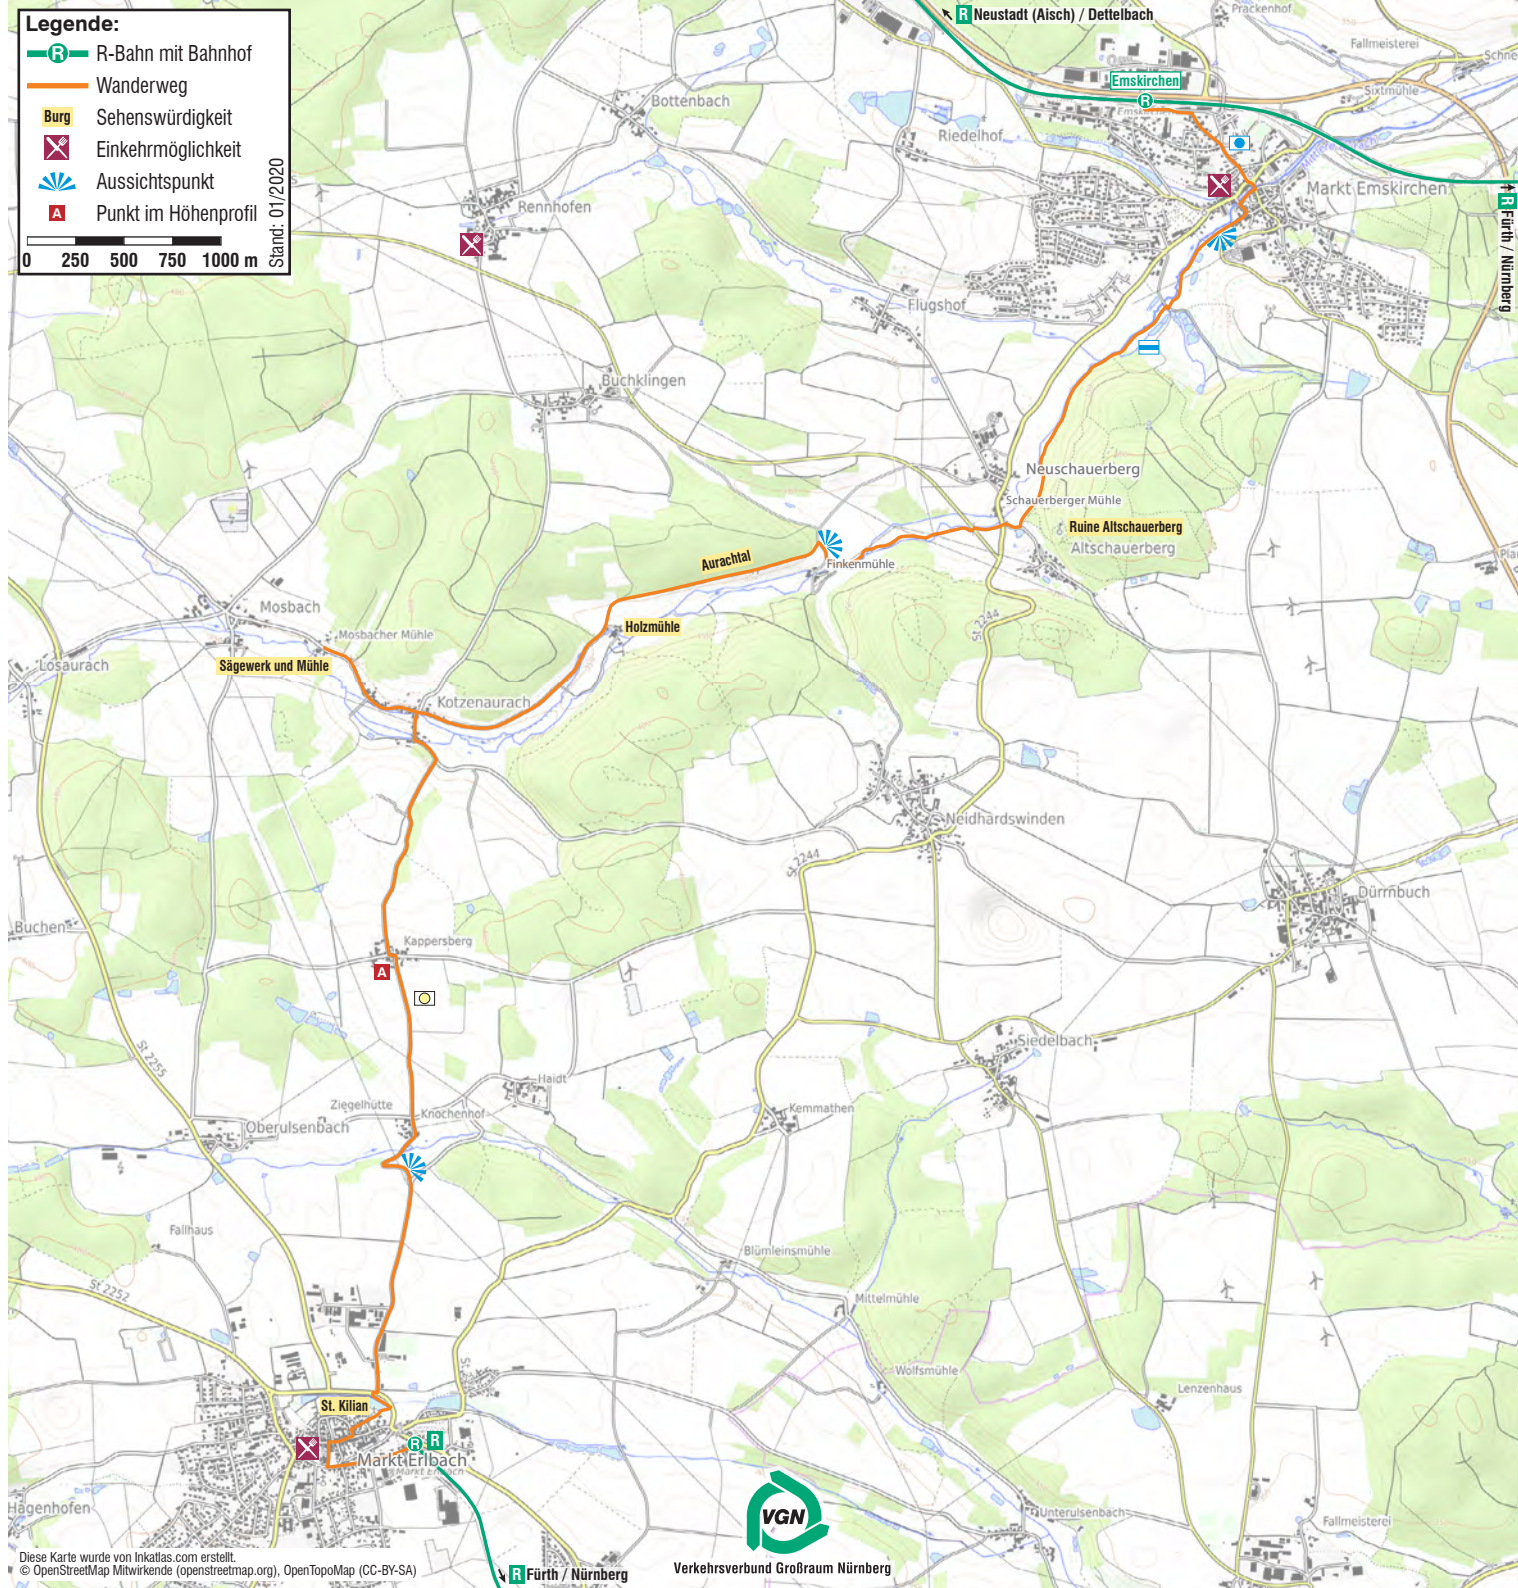 Legende:
R-Bahn mit Bahnhof
Wanderweg
Burg Sehenswürdigkeit
Einkehrmöglichkeit
Aussichtspunkt
A Punkt im Höhenprofil
0 250 500 750 1000 m
Stand: 01/2020
R Neustadt (Aisch) / Dettelbach
Prackenhof
Fallmeisterei
Sixtmühle
Emskirchen
R
Bottenbach
Riedelhof
Markt Emskirchen
R Fürth / Nürnberg
Rennhofen
Flugshof
Buchklingen
Neuschauerberg
Schauerberger Mühle
Ruine Altschauerberg
Altschauerberg
Aurachtal
Finkenmühle
Mosbach
Mosbacher Mühle
Holzmühle
St 2244
Losaurach
Sägewerk und Mühle
Kotzenaurach
Neidhardswinden
St 2244
Dürrnbuch
Buchen
Kappersberg
A
Siedelbach
St 2255
Haidt
Ziegelhütte
Knochenhof
Kemmathen
Oberulsenbach
Fallhaus
Blümleinsmühle
St 2252
Mittelmühle
Wolfsmühle
Lenzenhaus
St. Kilian
R R
Markt Erlbach
Markt Erlbach
Hagenhofen
VGN
Unterulsenbach
Fallmeisterei
Diese Karte wurde von Inkatlas.com erstellt.
© OpenStreetMap Mitwirkende (openstreetmap.org), OpenTopoMap (CC-BY-SA)
R Fürth / Nürnberg
Verkehrsverbund Großraum Nürnberg